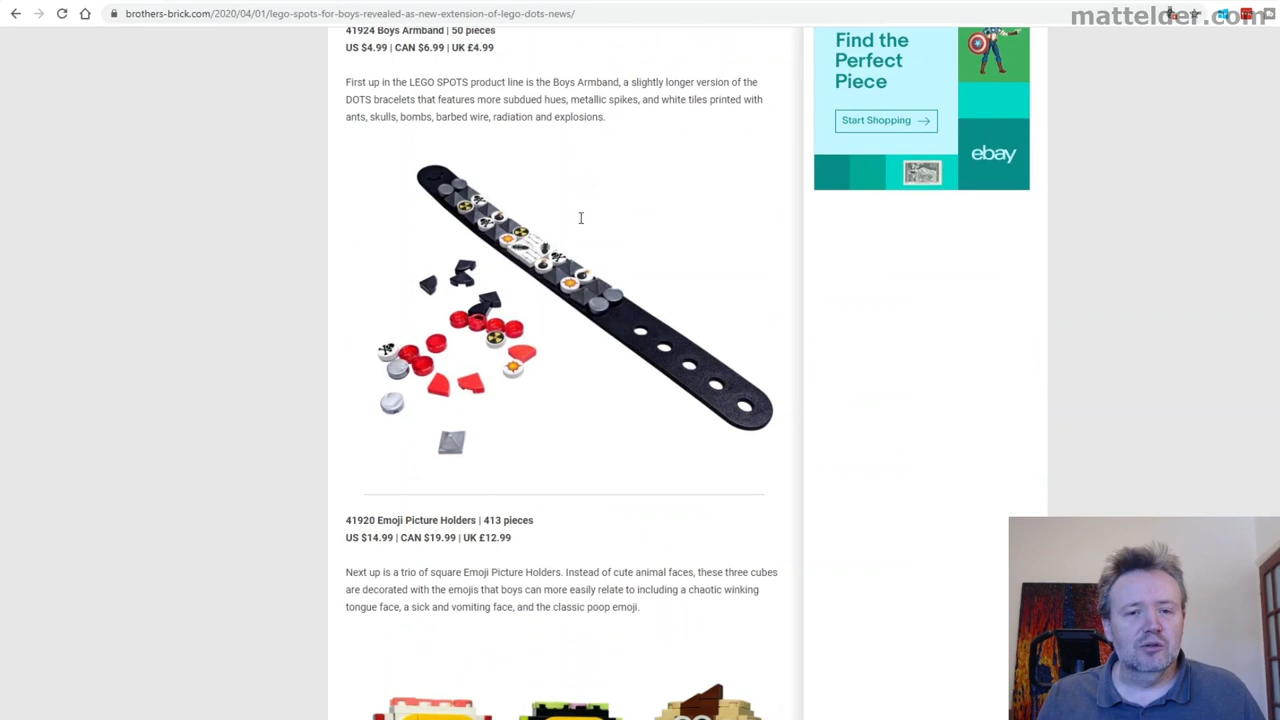 brothers-brick.com/2020/04/01/lego-spots-for-boys-revealed-as-new-extension-of-lego-dots-news/
mattelder.com
41924 Boys Armband | 50 pieces
US $4.99 | CAN $6.99 | UK £4.99
First up in the LEGO SPOTS product line is the Boys Armband, a slightly longer version of the
DOTS bracelets that features more subdued hues, metallic spikes, and white tiles printed with
ants, skulls, bombs, barbed wire, radiation and explosions.
Find the
Perfect
Piece
Start Shopping
ebay
41920 Emoji Picture Holders | 413 pieces
US $14.99 | CAN $19.99 | UK £12.99
Next up is a trio of square Emoji Picture Holders. Instead of cute animal faces, these three cubes
are decorated with the emojis that boys can more easily relate to including a chaotic winking
tongue face, a sick and vomiting face, and the classic poop emoji.